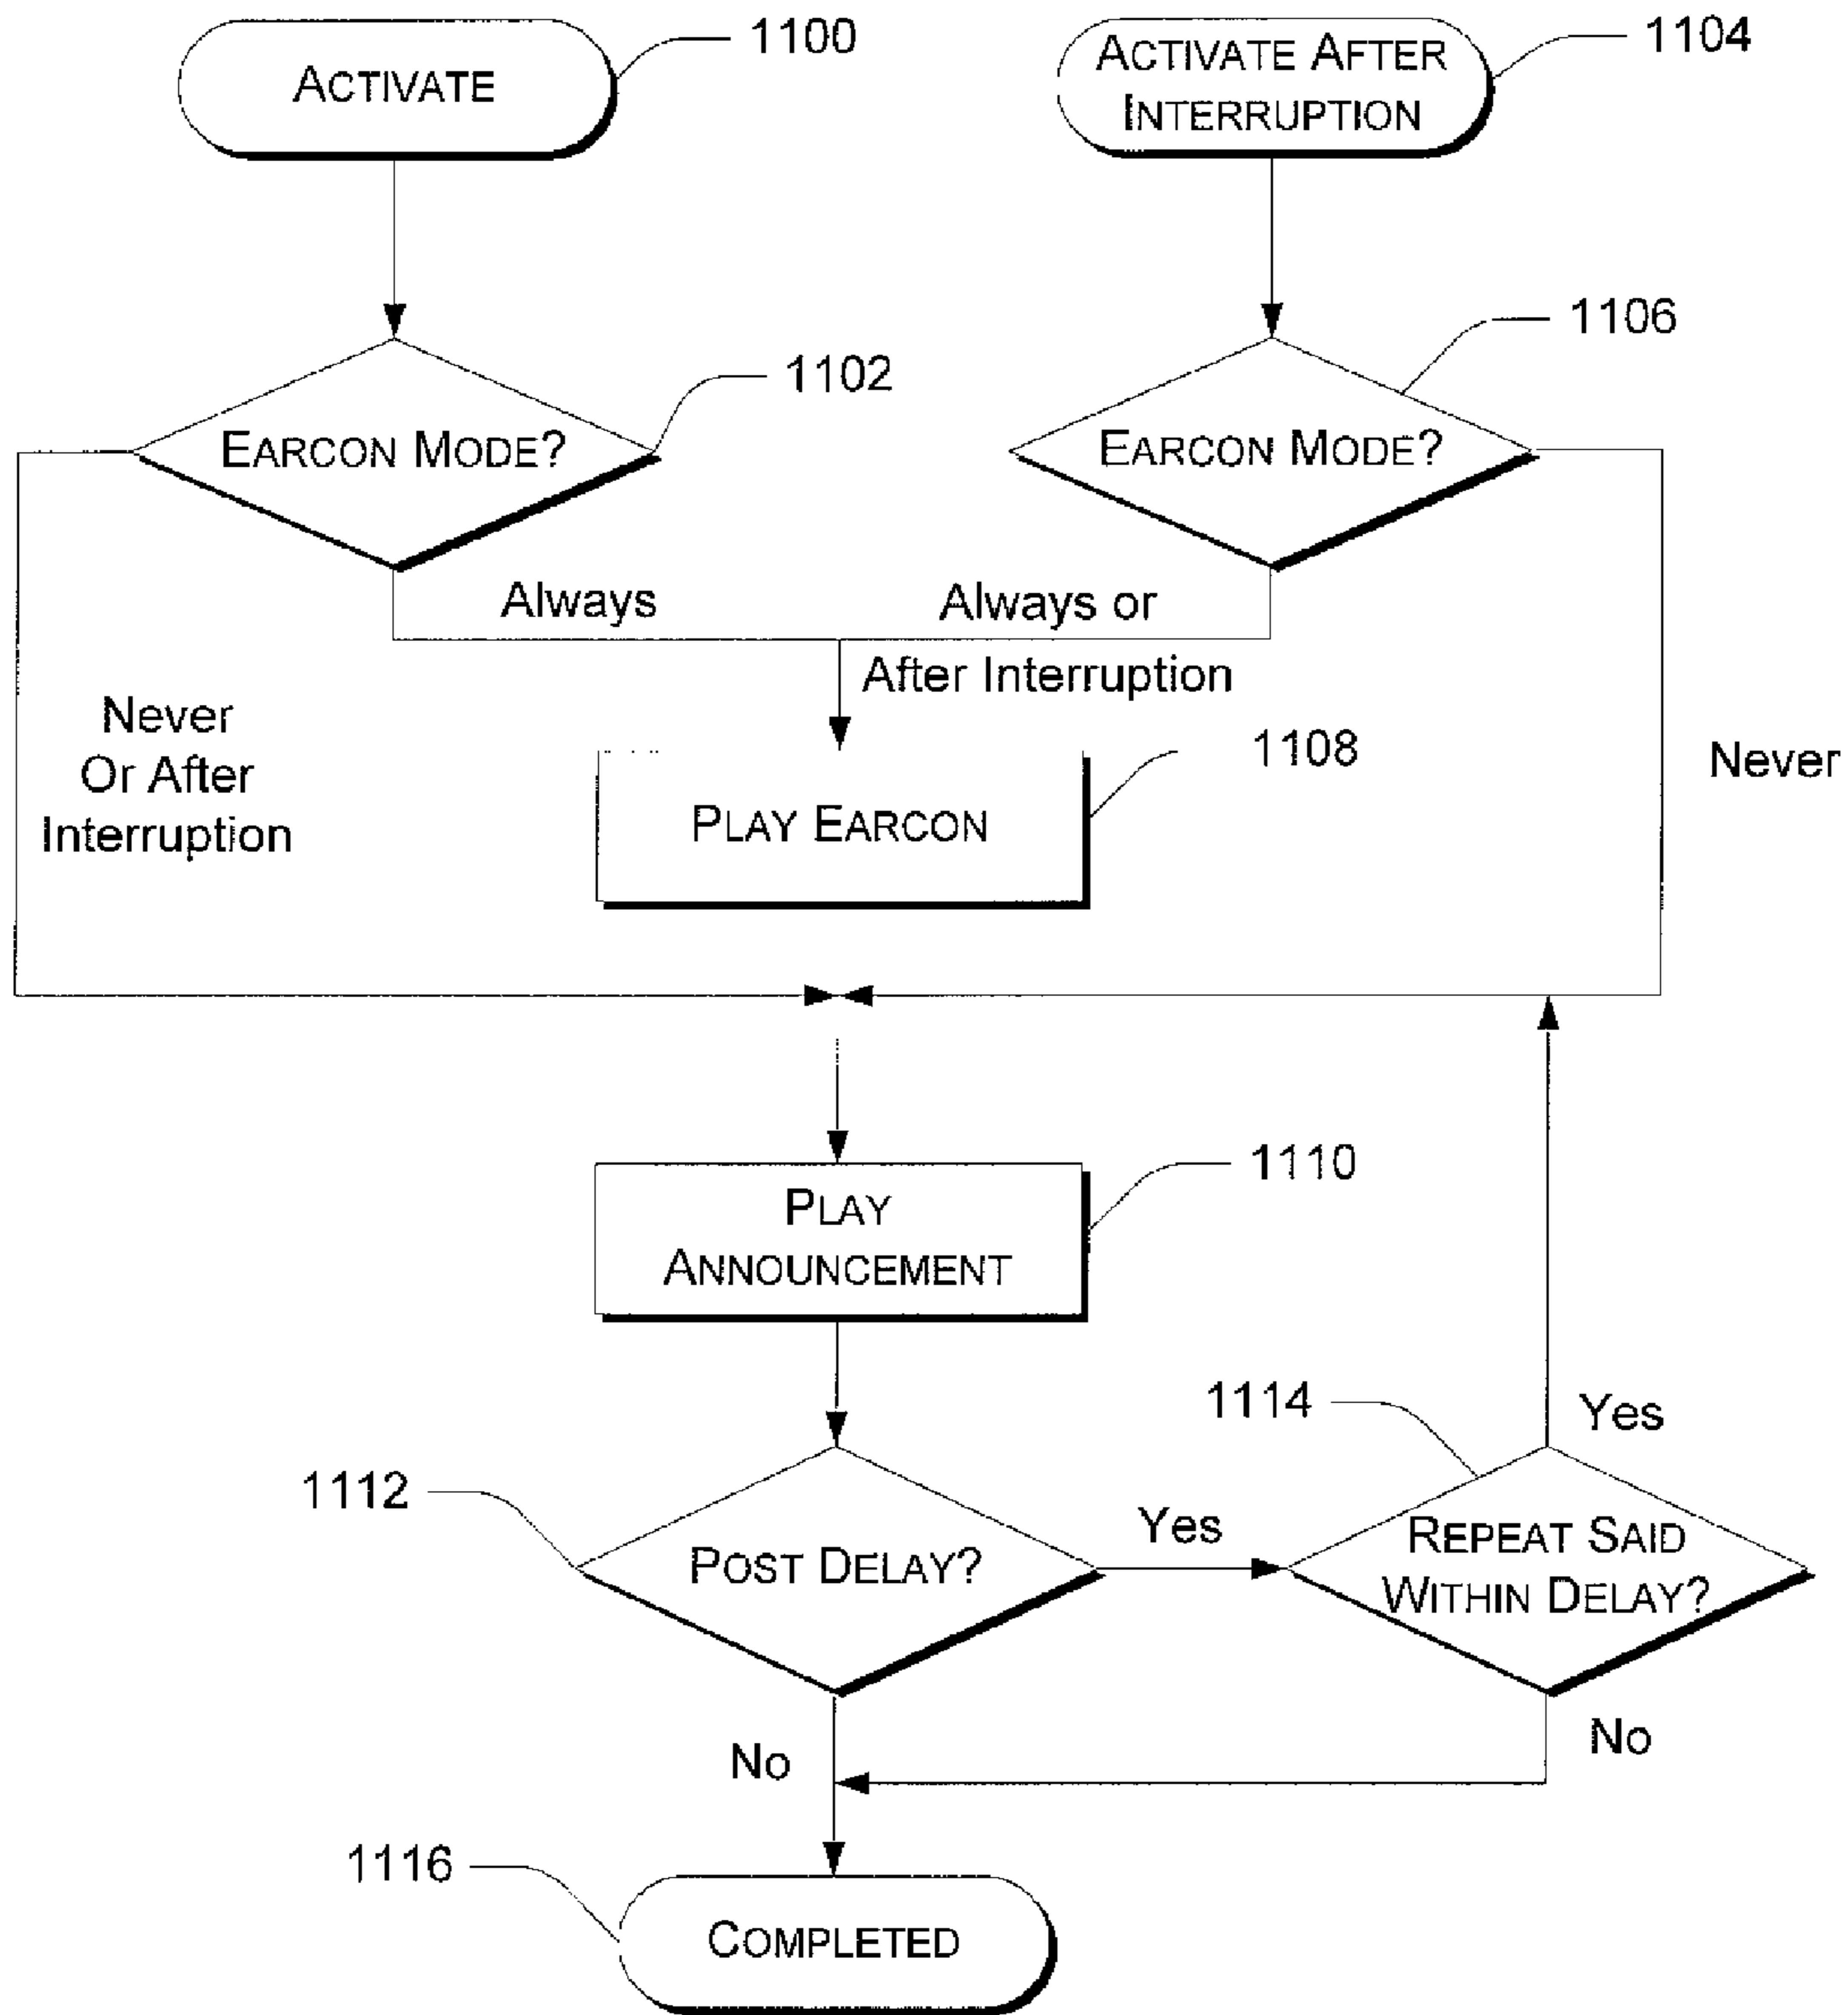 ACTIVATE
1100
ACTIVATE AFTER
INTERRUPTION
1104
EARCON MODE?
1102
EARCON MODE?
1106
Always
Always or
After Interruption
Never
Or After
Interruption
PLAY EARCON
1108
Never
PLAY
ANNOUNCEMENT
1110
1112
POST DELAY?
Yes
1114
Yes
REPEAT SAID
WITHIN DELAY?
No
No
1116
COMPLETED